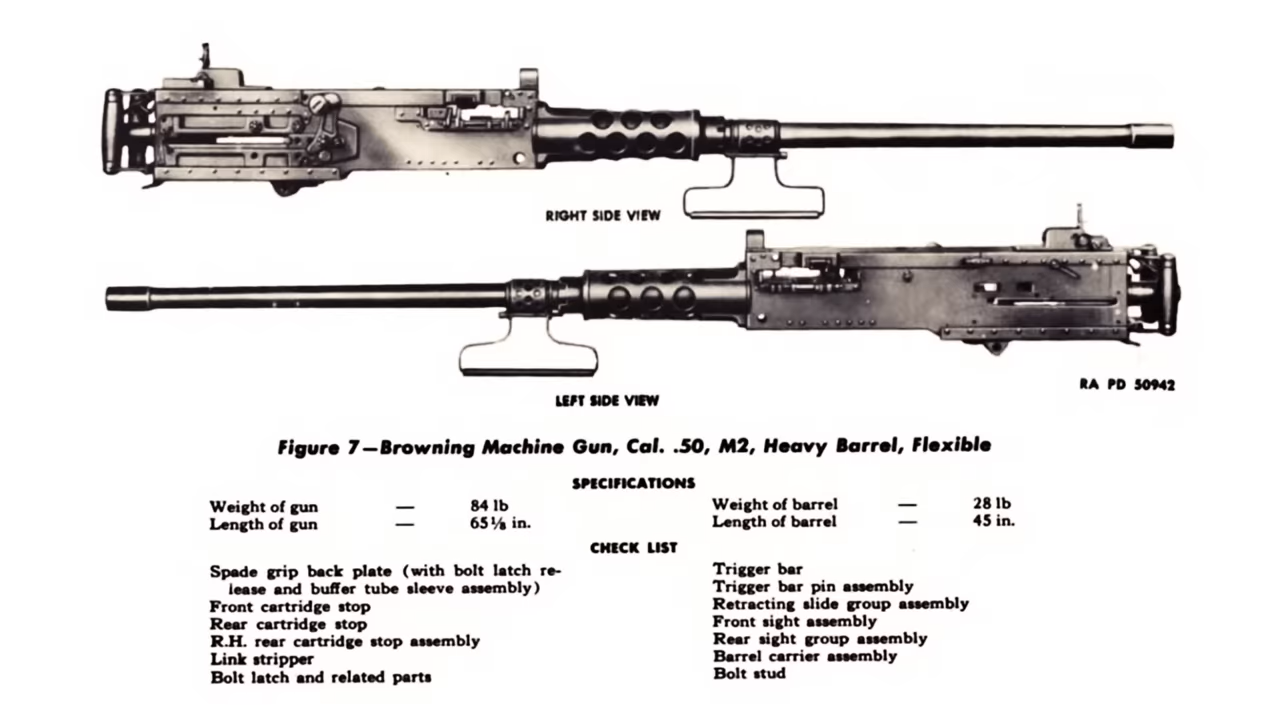 RIGHT SIDE VIEW
RA PD 50942
LEFT SIDE VIEW
Figure 7—Browning Machine Gun, Cal. .50, M2, Heavy Barrel, Flexible
SPECIFICATIONS
Weight of gun — 84 lb
Length of gun — 65⅛ in.
Weight of barrel — 28 lb
Length of barrel — 45 in.
CHECK LIST
Spade grip back plate (with bolt latch re-
lease and buffer tube sleeve assembly)
Front cartridge stop
Rear cartridge stop
R.H. rear cartridge stop assembly
Link stripper
Bolt latch and related parts
Trigger bar
Trigger bar pin assembly
Retracting slide group assembly
Front sight assembly
Rear sight group assembly
Barrel carrier assembly
Bolt stud